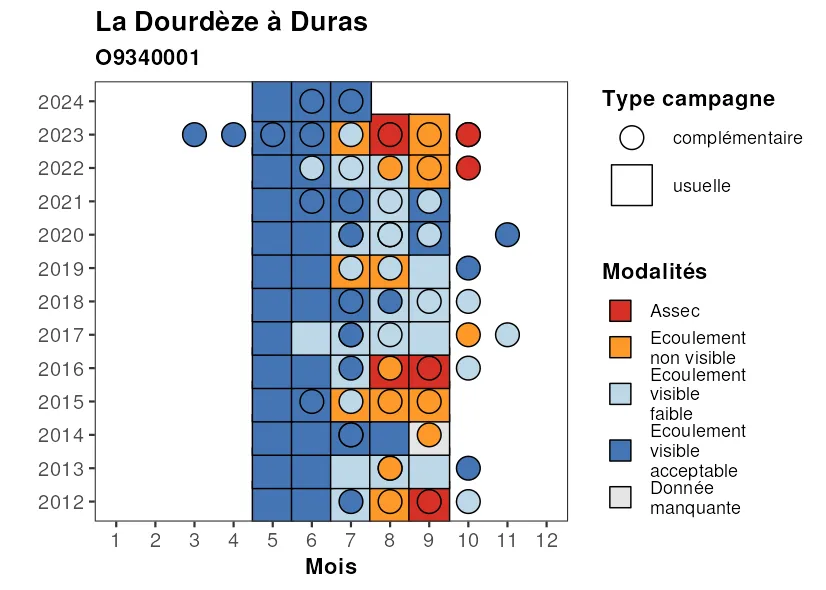 La Dourdèze à Duras
O9340001
2024
2023
2022
2021
2020
2019
2018
2017
2016
2015
2014
2013
2012
1 2 3 4 5 6 7 8 9 10 11 12
Mois
Type campagne
complémentaire
usuelle
Modalités
Assec
Ecoulement
non visible
Ecoulement
visible
faible
Ecoulement
visible
acceptable
Donnée
manquante